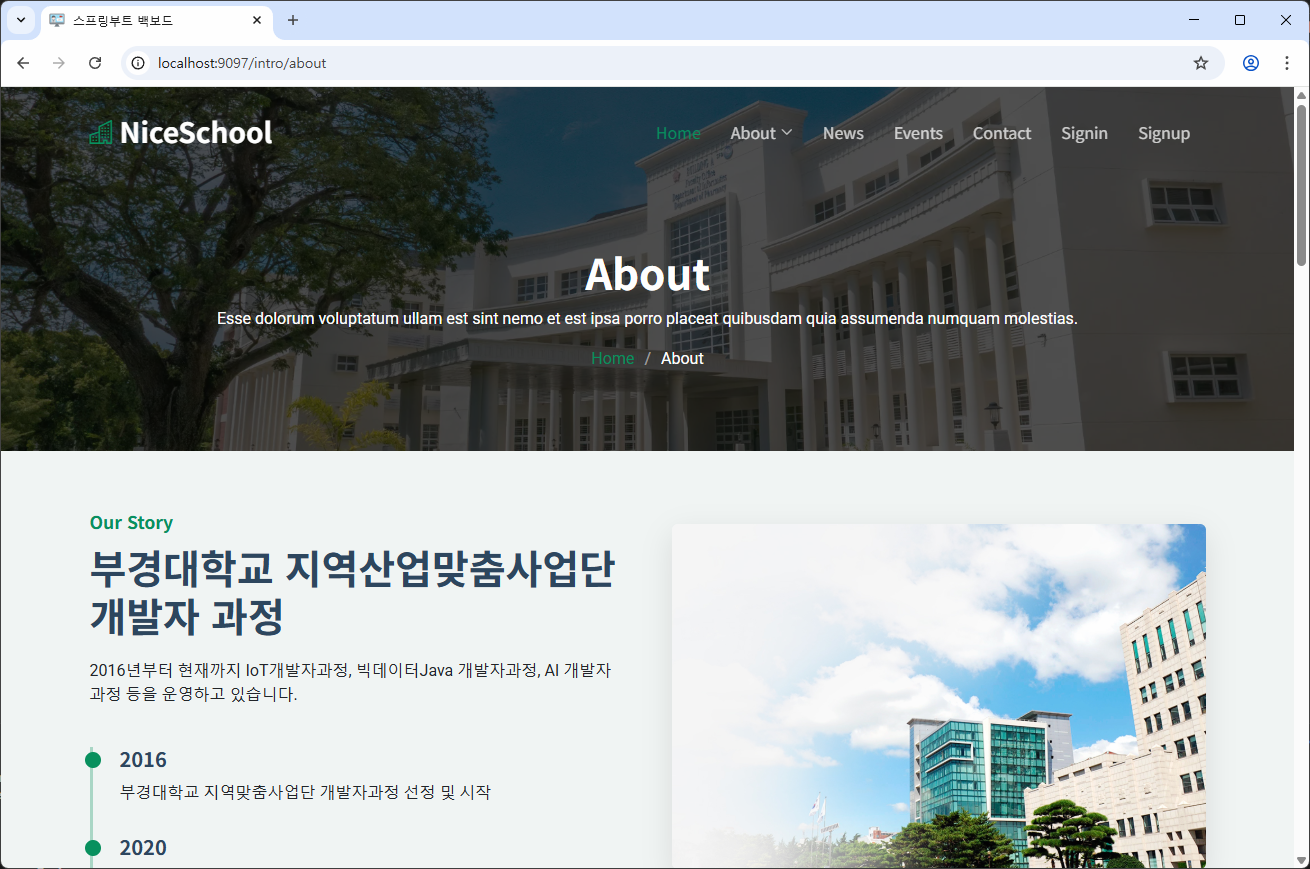 스프링부트 백보드
localhost:9097/intro/about
NiceSchool
Home About News Events Contact Signin Signup
About
Esse dolorum voluptatum ullam est sint nemo et est ipsa porro placeat quibusdam quia assumenda numquam molestias.
Home / About
Our Story
부경대학교 지역산업맞춤사업단
개발자 과정
2016년부터 현재까지 IoT개발자과정, 빅데이터Java 개발자과정, AI 개발자
과정 등을 운영하고 있습니다.
2016
부경대학교 지역맞춤사업단 개발자과정 선정 및 시작
2020